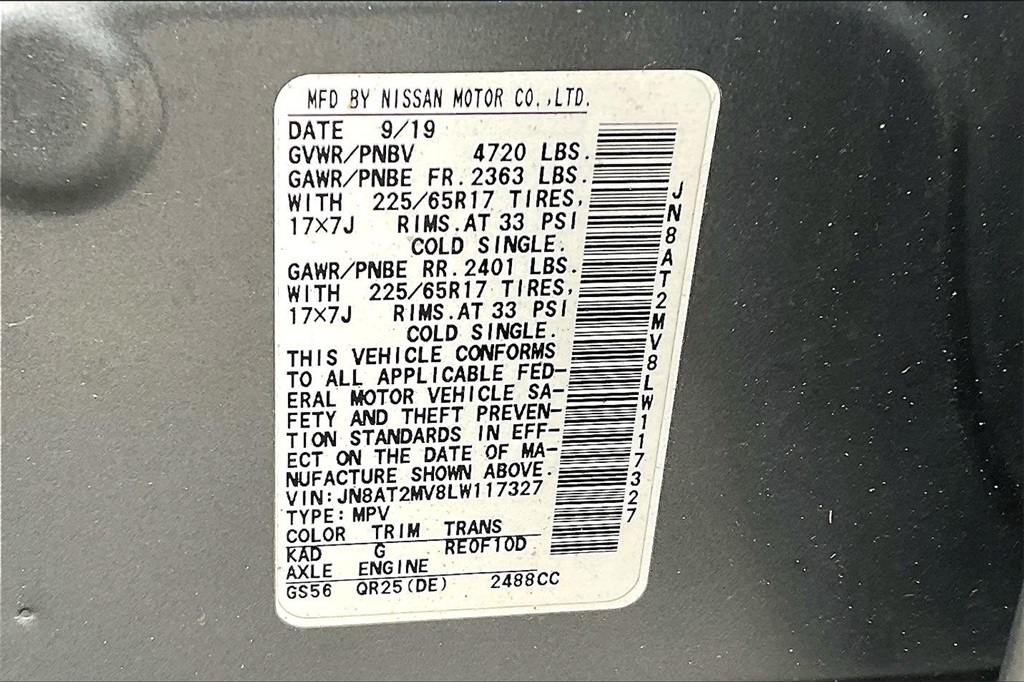 MFD BY NISSAN MOTOR CO.,LTD.
DATE 9/19
GVWR/PNBV 4720 LBS.
GAWR/PNBE FR.2363 LBS.
WITH 225/65R17 TIRES,
17×7J RIMS.AT 33 PSI
COLD SINGLE.
GAWR/PNBE RR.2401 LBS.
WITH 225/65R17 TIRES,
17×7J RIMS.AT 33 PSI
COLD SINGLE.
THIS VEHICLE CONFORMS
TO ALL APPLICABLE FED-
ERAL MOTOR VEHICLE SA-
FETY AND THEFT PREVEN-
TION STANDARDS IN EFF-
ECT ON THE DATE OF MA-
NUFACTURE SHOWN ABOVE.
VIN:JN8AT2MV8LW117327
TYPE:MPV
COLOR TRIM TRANS
KAD G RE0F10D
AXLE ENGINE
GS56 QR25(DE) 2488CC
JN8AT2MV8LW117327